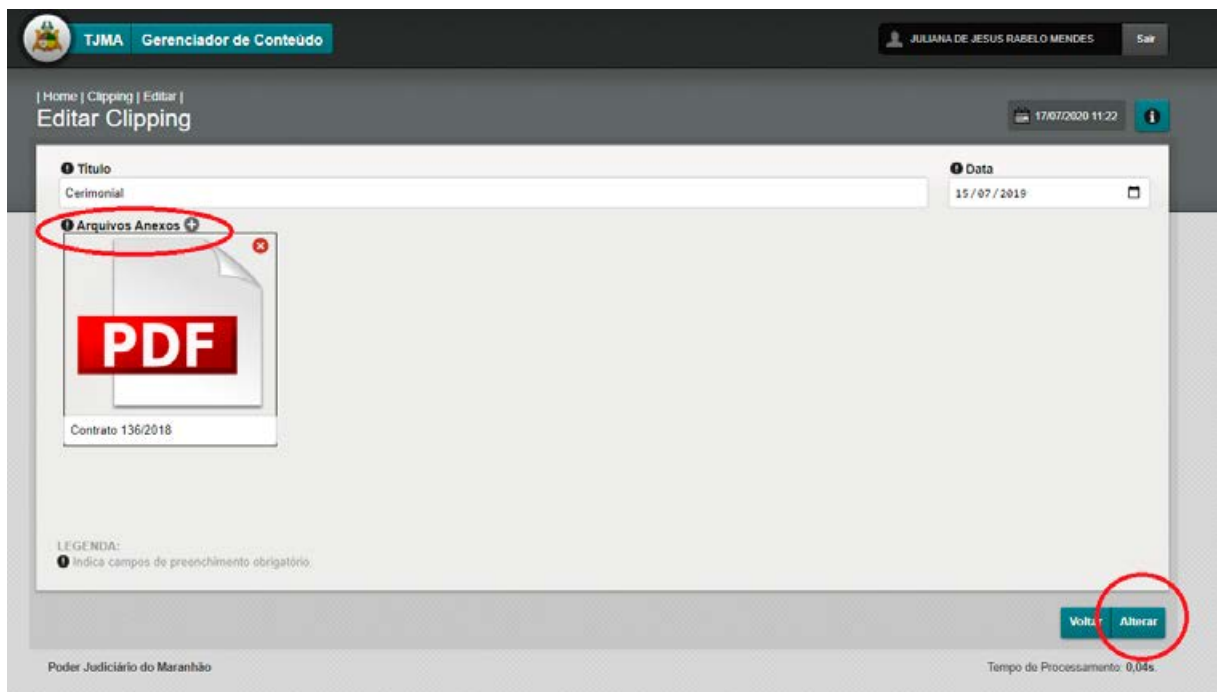 TJMA Gerenciador de Conteúdo
JULIANA DE JESUS RABELO MENDES Sair
| Home | Clipping | Editar |
Editar Clipping
17/07/2020 11:22
Título
Data
Cerimonial
15/07/2019
Arquivos Anexos
PDF
Contrato 136/2018
LEGENDA:
Indica campos de preenchimento obrigatório.
Voltar Alterar
Poder Judiciário do Maranhão
Tempo de Processamento: 0,04s.